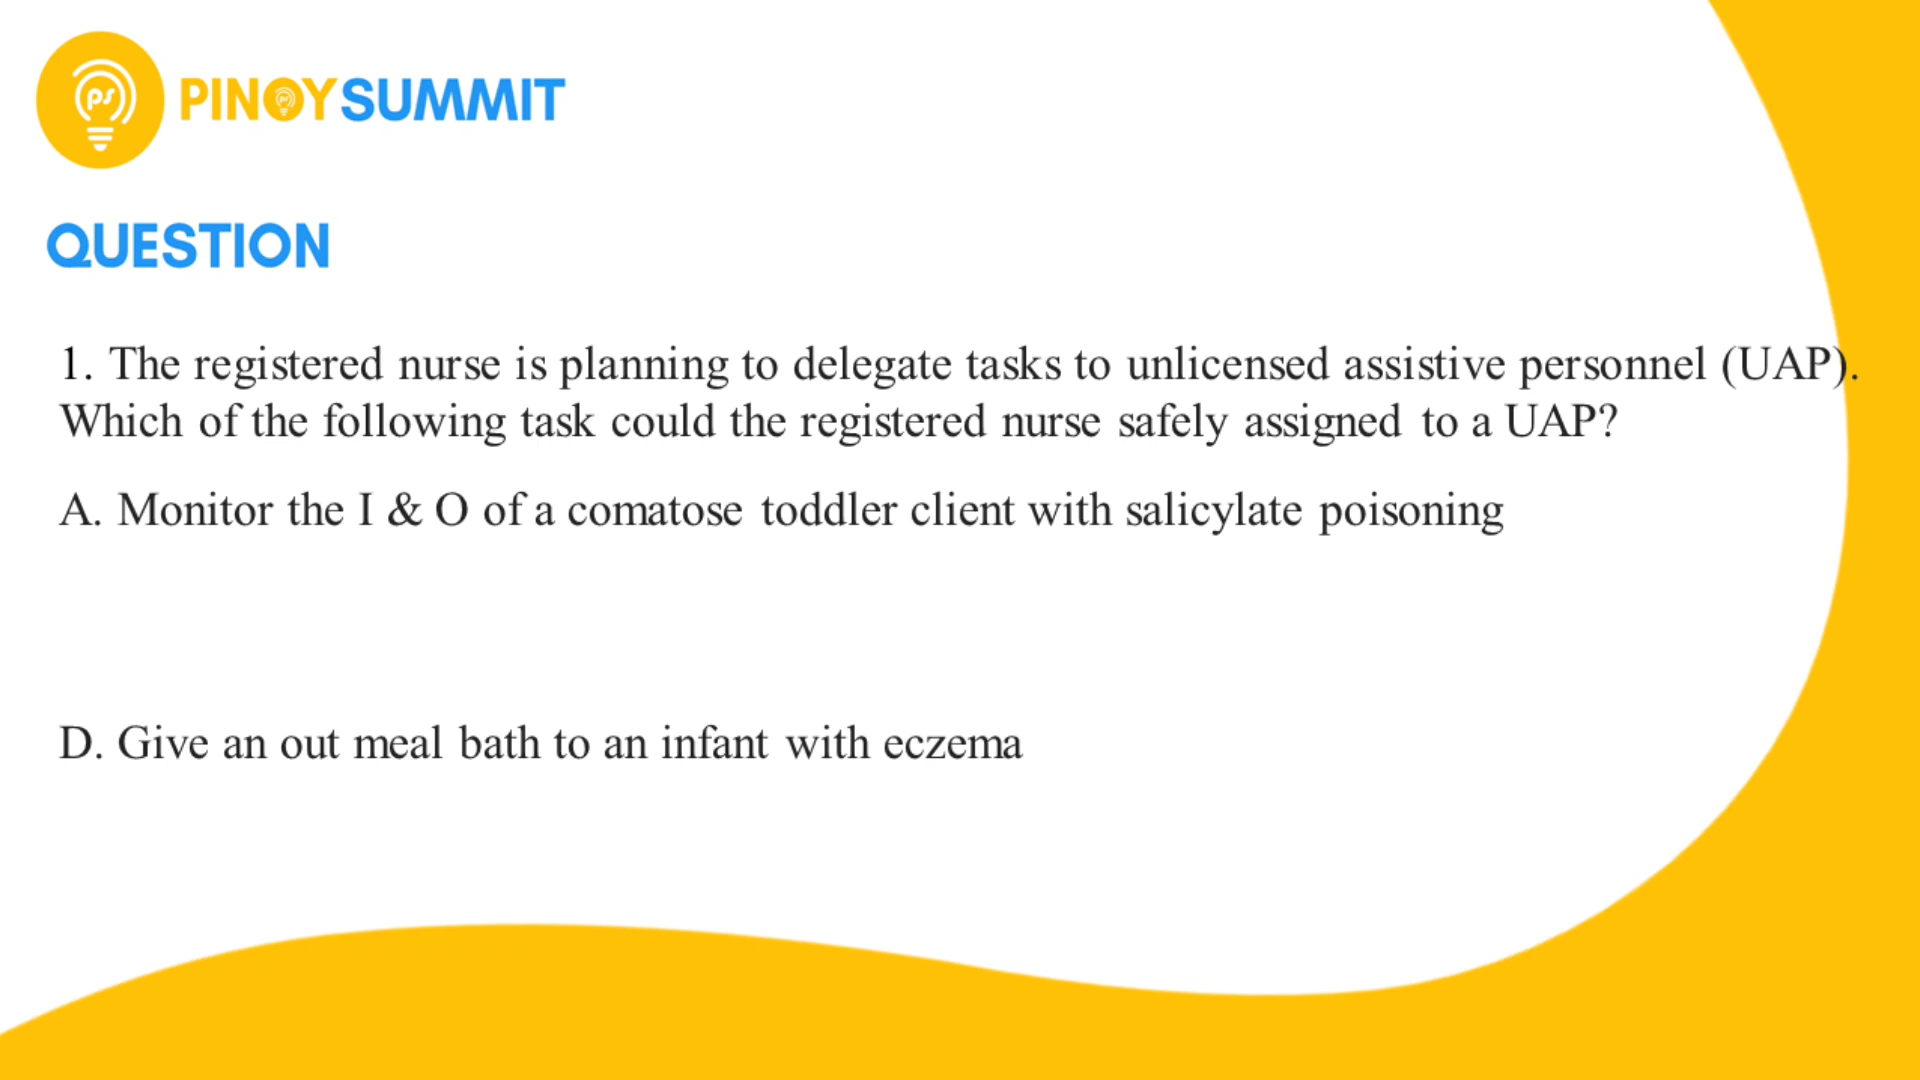 PINOYSUMMIT
QUESTION
1. The registered nurse is planning to delegate tasks to unlicensed assistive personnel (UAP).
Which of the following task could the registered nurse safely assigned to a UAP?
A. Monitor the I & O of a comatose toddler client with salicylate poisoning
D. Give an out meal bath to an infant with eczema